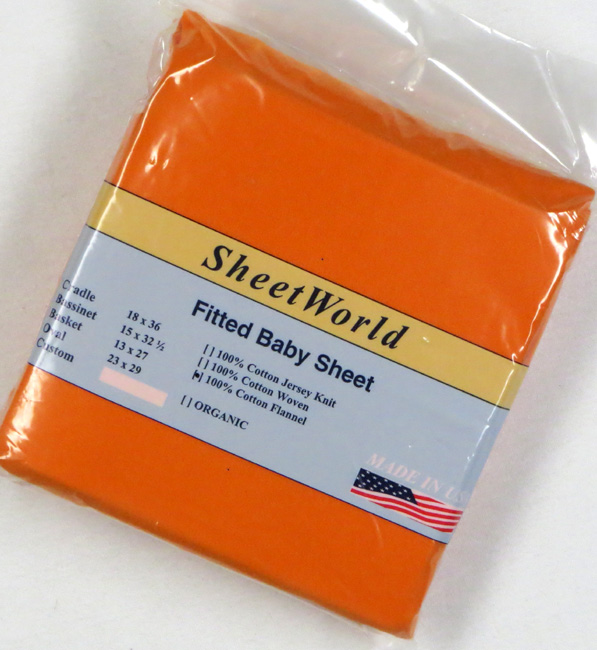 SheetWorld
Fitted Baby Sheet
Cradle 18 x 36
Bassinet 15 x 32 ½
Basket 13 x 27
Oval 23 x 29
Custom
[ ] 100% Cotton Jersey Knit
[ ] 100% Cotton Woven
[•] 100% Cotton Flannel
[ ] ORGANIC
MADE IN